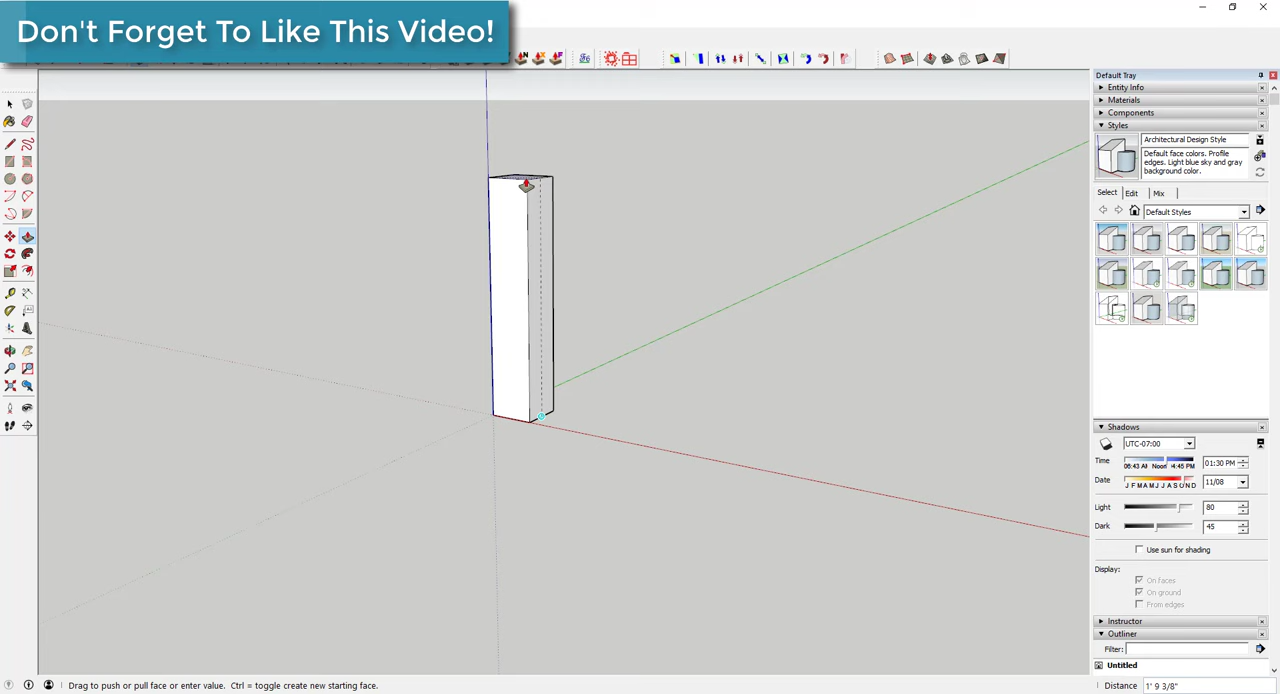 Don't Forget To Like This Video!
Default Tray
Entity Info
Materials
Components
Styles
Architectural Design Style
Default face colors. Profile
edges. Light blue sky and gray
background color.
Select Edit Mix
Default Styles
Shadows
UTC-07:00
Time 06:43 AM Noon 4:45 PM 01:30 PM
Date J F M A M J J A S O N D 11/08
Light 80
Dark 45
Use sun for shading
Display:
On faces
On ground
From edges
Instructor
Outliner
Filter:
Untitled
Drag to push or pull face or enter value. Ctrl = toggle create new starting face.
Distance 1' 9 3/8"